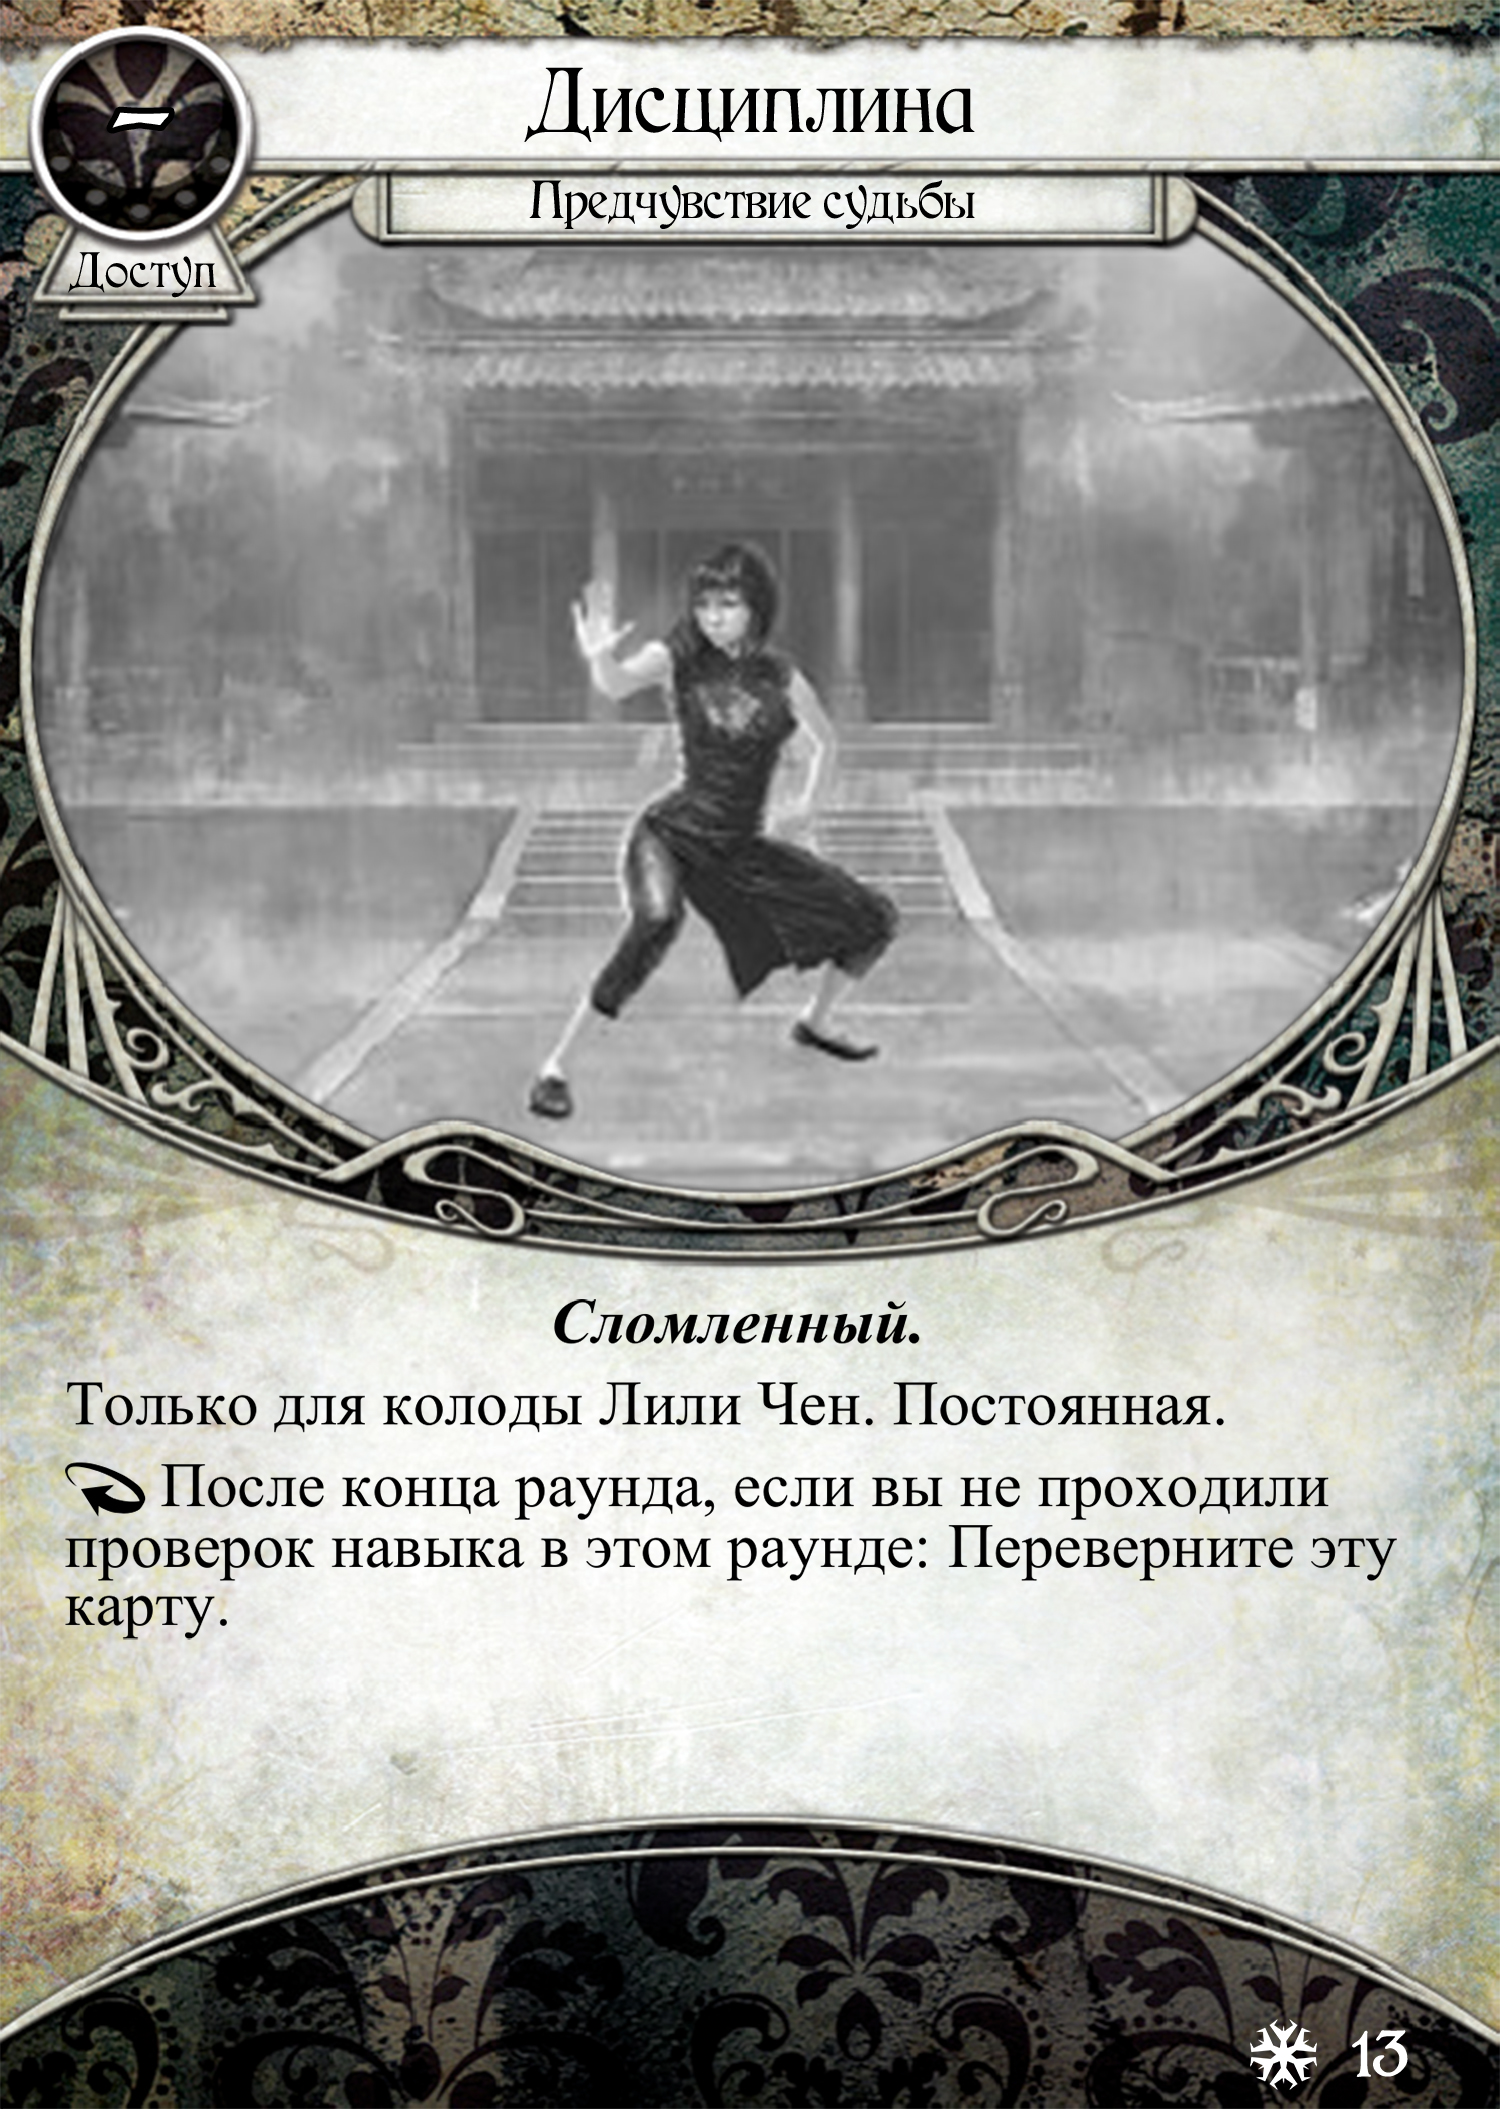 –
Дисциплина
Предчувствие судьбы
Доступ
Сломленный.
Только для колоды Лили Чен. Постоянная.
После конца раунда, если вы не проходили
проверок навыка в этом раунде: Переверните эту
карту.
13